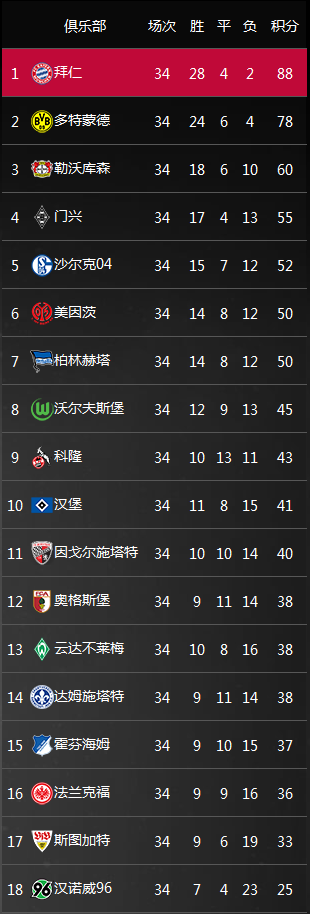 俱乐部 场次 胜 平 负 积分
1 拜仁 34 28 4 2 88
2 多特蒙德 34 24 6 4 78
3 勒沃库森 34 18 6 10 60
4 门兴 34 17 4 13 55
5 沙尔克04 34 15 7 12 52
6 美因茨 34 14 8 12 50
7 柏林赫塔 34 14 8 12 50
8 沃尔夫斯堡 34 12 9 13 45
9 科隆 34 10 13 11 43
10 汉堡 34 11 8 15 41
11 因戈尔施塔特 34 10 10 14 40
12 奥格斯堡 34 9 11 14 38
13 云达不莱梅 34 10 8 16 38
14 达姆施塔特 34 9 11 14 38
15 霍芬海姆 34 9 10 15 37
16 法兰克福 34 9 9 16 36
17 斯图加特 34 9 6 19 33
18 汉诺威96 34 7 4 23 25